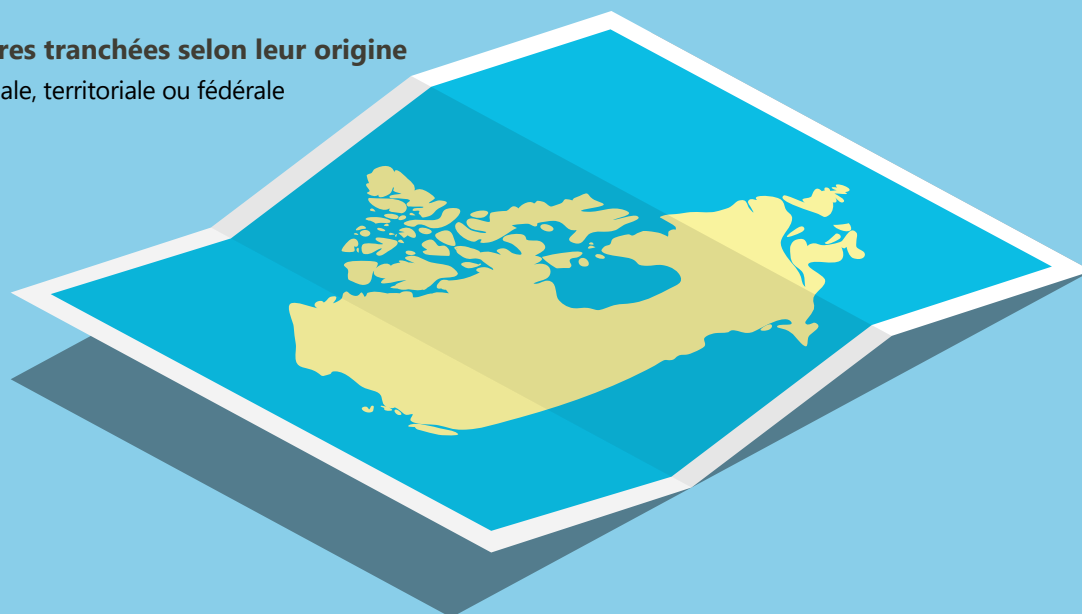 res tranchées selon leur origine
ale, territoriale ou fédérale